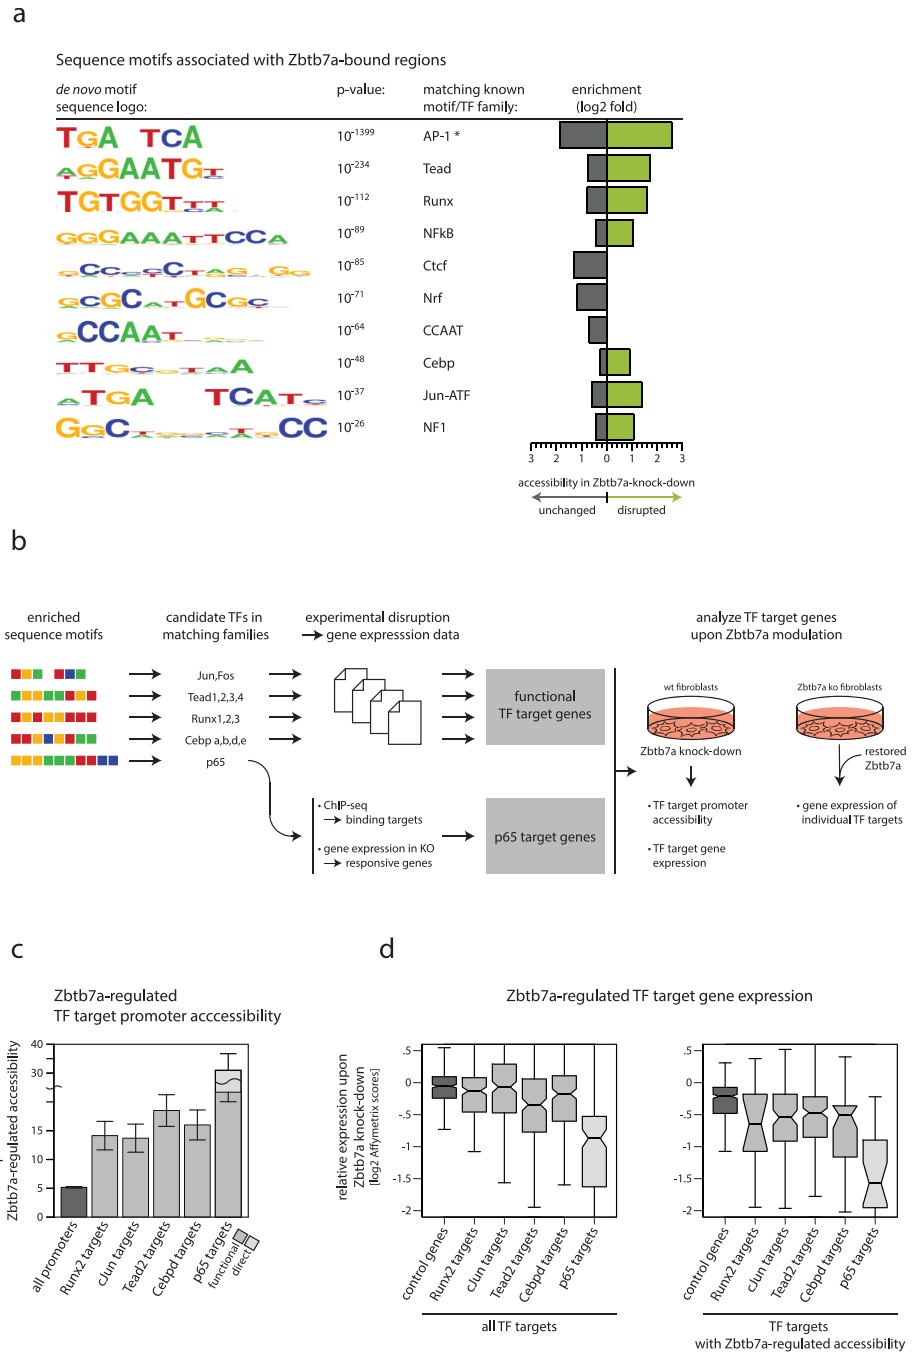 a
Sequence motifs associated with Zbtb7a-bound regions
de novo motif
sequence logo:
p-value:
matching known
motif/TF family:
enrichment
(log2 fold)
TGA TCA
10-1399
AP-1 *
10-234
Tead
10-112
Runx
10-89
NFkB
10-85
Ctcf
10-71
Nrf
10-64
CCAAT
10-48
Cebp
10-37
Jun-ATF
10-26
NF1
3 2 1 0 1 2 3
accessibility in Zbtb7a-knock-down
unchanged
disrupted
b
enriched
sequence motifs
candidate TFs in
matching families
experimental disruption
gene expresssion data
analyze TF target genes
upon Zbtb7a modulation
Jun,Fos
Tead1,2,3,4
Runx1,2,3
Cebp a,b,d,e
p65
functional
TF target genes
• ChIP-seq
binding targets
• gene expression in KO
responsive genes
p65 target genes
wt fibroblasts
Zbtb7a knock-down
• TF target promoter
accessibility
• TF target gene
expression
Zbtb7a ko fibroblasts
restored
Zbtb7a
• gene expression of
individual TF targets
c
Zbtb7a-regulated
TF target promoter acccessibility
Zbtb7a-regulated accessibility
40
30
15
10
5
0
all promoters
Runx2 targets
cJun targets
Tead2 targets
Cebpd targets
p65 targets
functional
direct
d
Zbtb7a-regulated TF target gene expression
relative expression upon
Zbtb7a knock-down
[log2 Affymetrix scores]
.5
0
-.5
-1
-1.5
-2
control genes
Runx2 targets
cJun targets
Tead2 targets
Cebpd targets
p65 targets
all TF targets
.5
0
-.5
-1
-1.5
-2
control genes
Runx2 targets
cJun targets
Tead2 targets
Cebpd targets
p65 targets
TF targets
with Zbtb7a-regulated accessibility